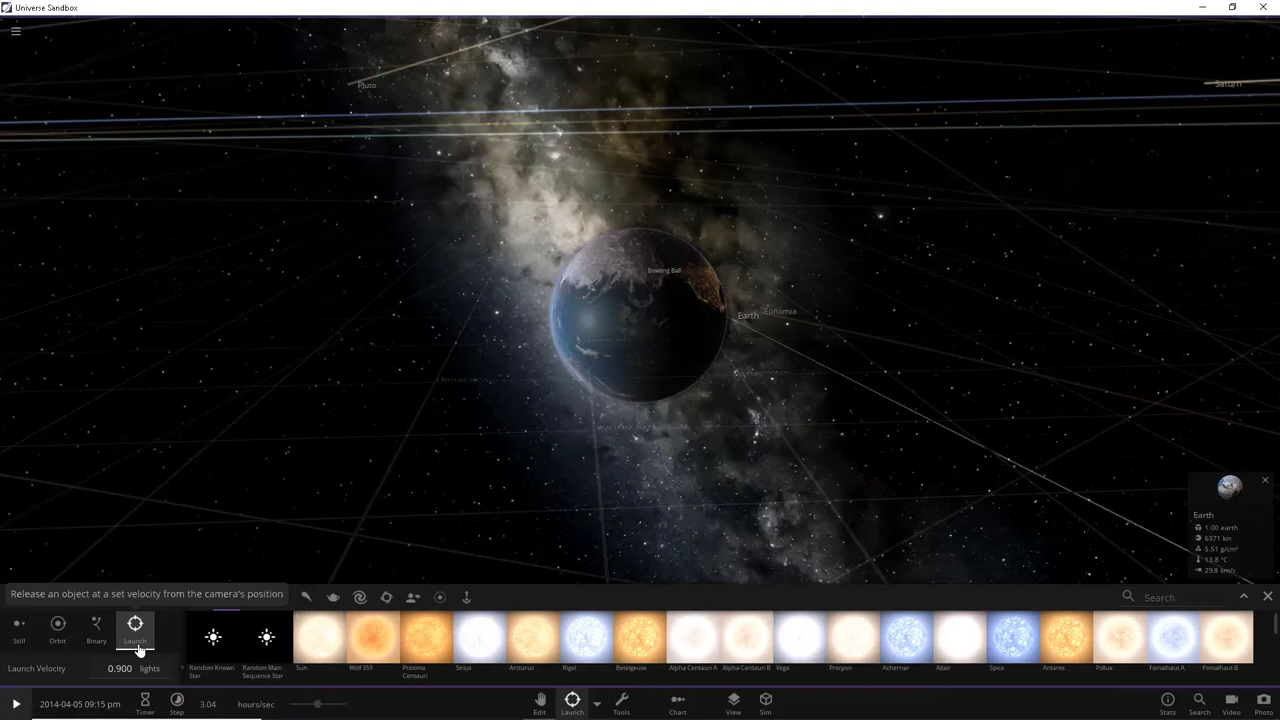 Universe Sandbox
Pluto
Saturn
Bowling Ball
Earth
Eunomia
Earth
1.00 earth
6371 km
5.51 g/cm³
13.8 °C
29.8 km/s
Release an object at a set velocity from the camera's position
Search
Still
Orbit
Binary
Launch
Launch Velocity
0.900 lights
Random Known Star
Random Main Sequence Star
Sun
Wolf 359
Proxima Centauri
Sirius
Arcturus
Rigel
Betelgeuse
Alpha Centauri A
Alpha Centauri B
Vega
Procyon
Achernar
Altair
Spica
Antares
Pollux
Fomalhaut A
Fomalhaut B
2014-04-05 09:15 pm
Timer
Step
3.04 hours/sec
Edit
Launch
Tools
Chart
View
Sim
Stats
Search
Video
Photo